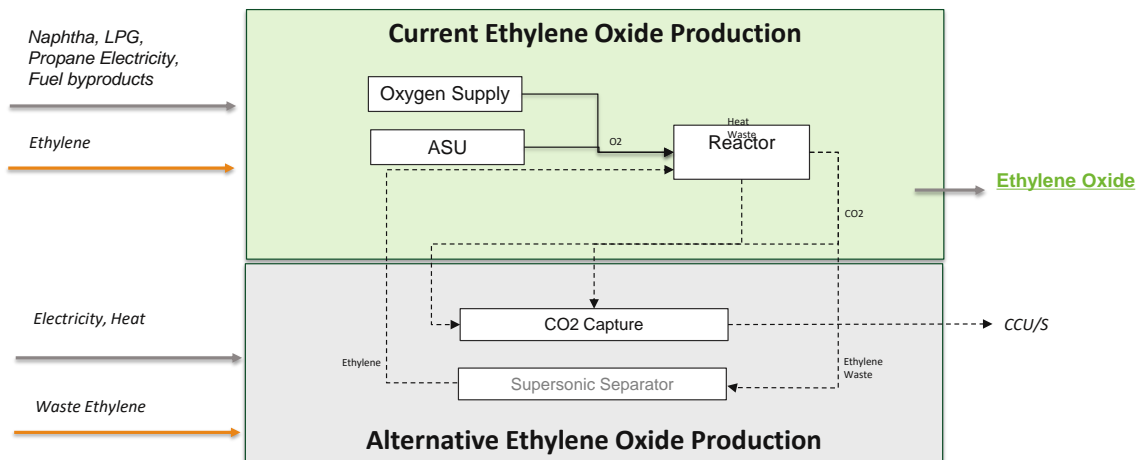 Current Ethylene Oxide Production
Naphtha, LPG,
Propane Electricity,
Fuel byproducts
Oxygen Supply
Ethylene
ASU
O2
Heat
Waste
Reactor
Ethylene Oxide
CO2
Electricity, Heat
CO2 Capture
CCU/S
Ethylene
Ethylene
Waste
Supersonic Separator
Waste Ethylene
Alternative Ethylene Oxide Production